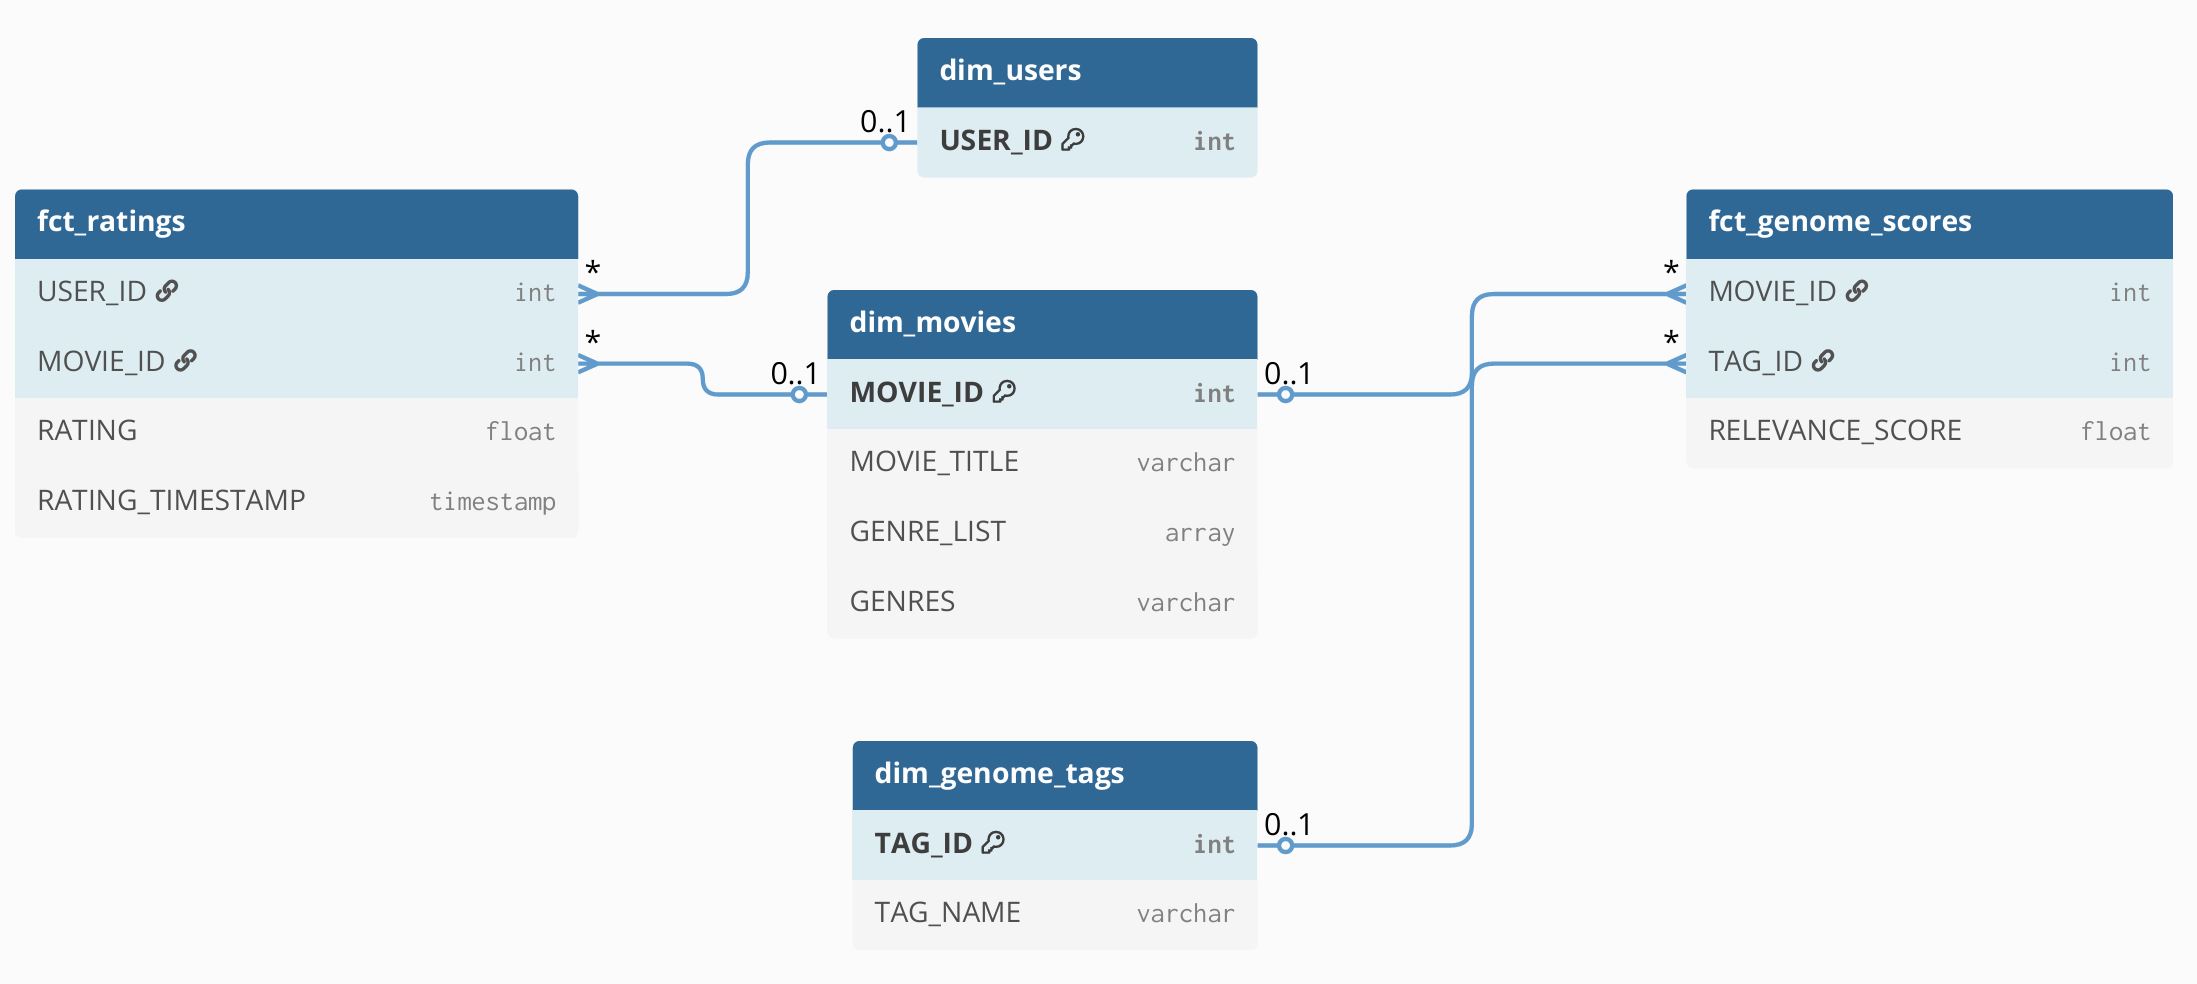 dim_users
USER_ID int
0..1
fct_ratings
USER_ID int
MOVIE_ID int
RATING float
RATING_TIMESTAMP timestamp
*
*
0..1
dim_movies
MOVIE_ID int
MOVIE_TITLE varchar
GENRE_LIST array
GENRES varchar
0..1
*
*
fct_genome_scores
MOVIE_ID int
TAG_ID int
RELEVANCE_SCORE float
dim_genome_tags
TAG_ID int
TAG_NAME varchar
0..1